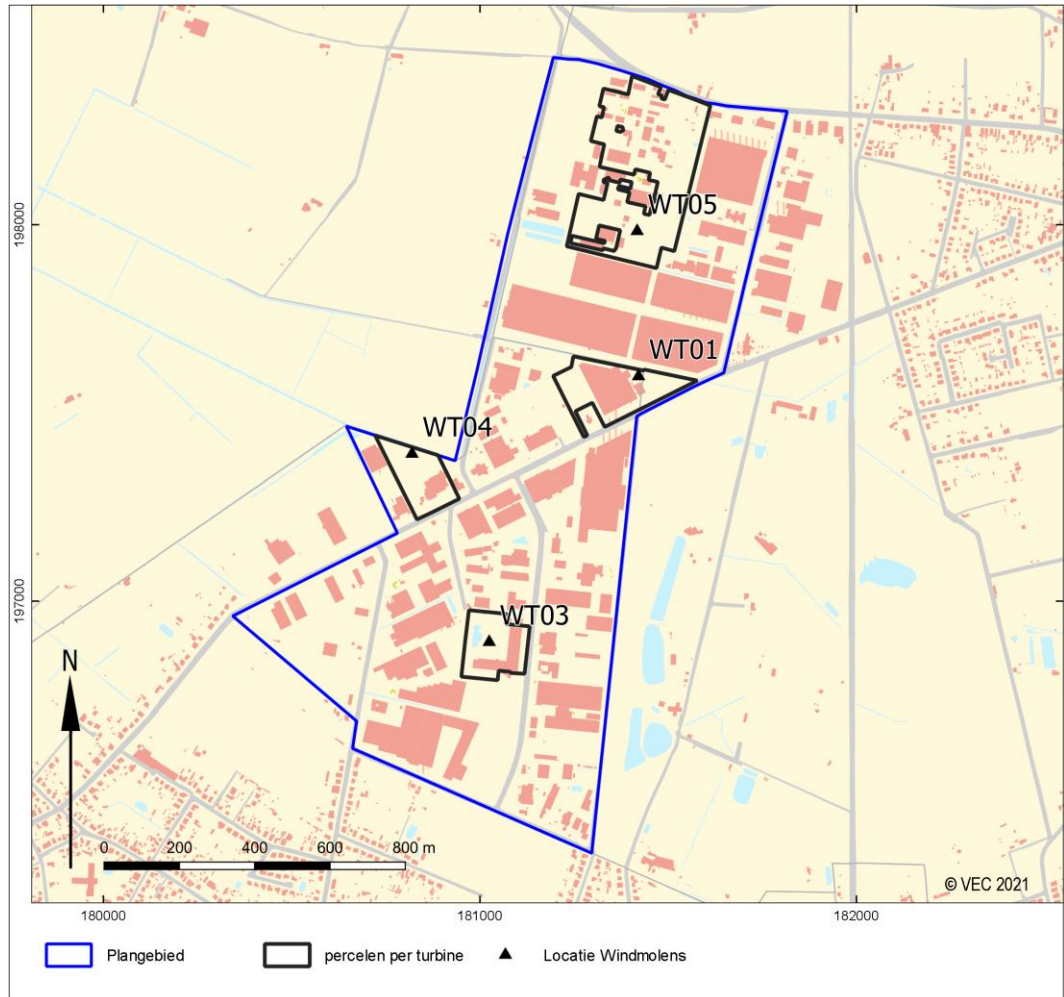 198000
WT05
WT01
WT04
197000
WT03
N
0 200 400 600 800 m
© VEC 2021
180000 181000 182000
Plangebied percelen per turbine Locatie Windmolens